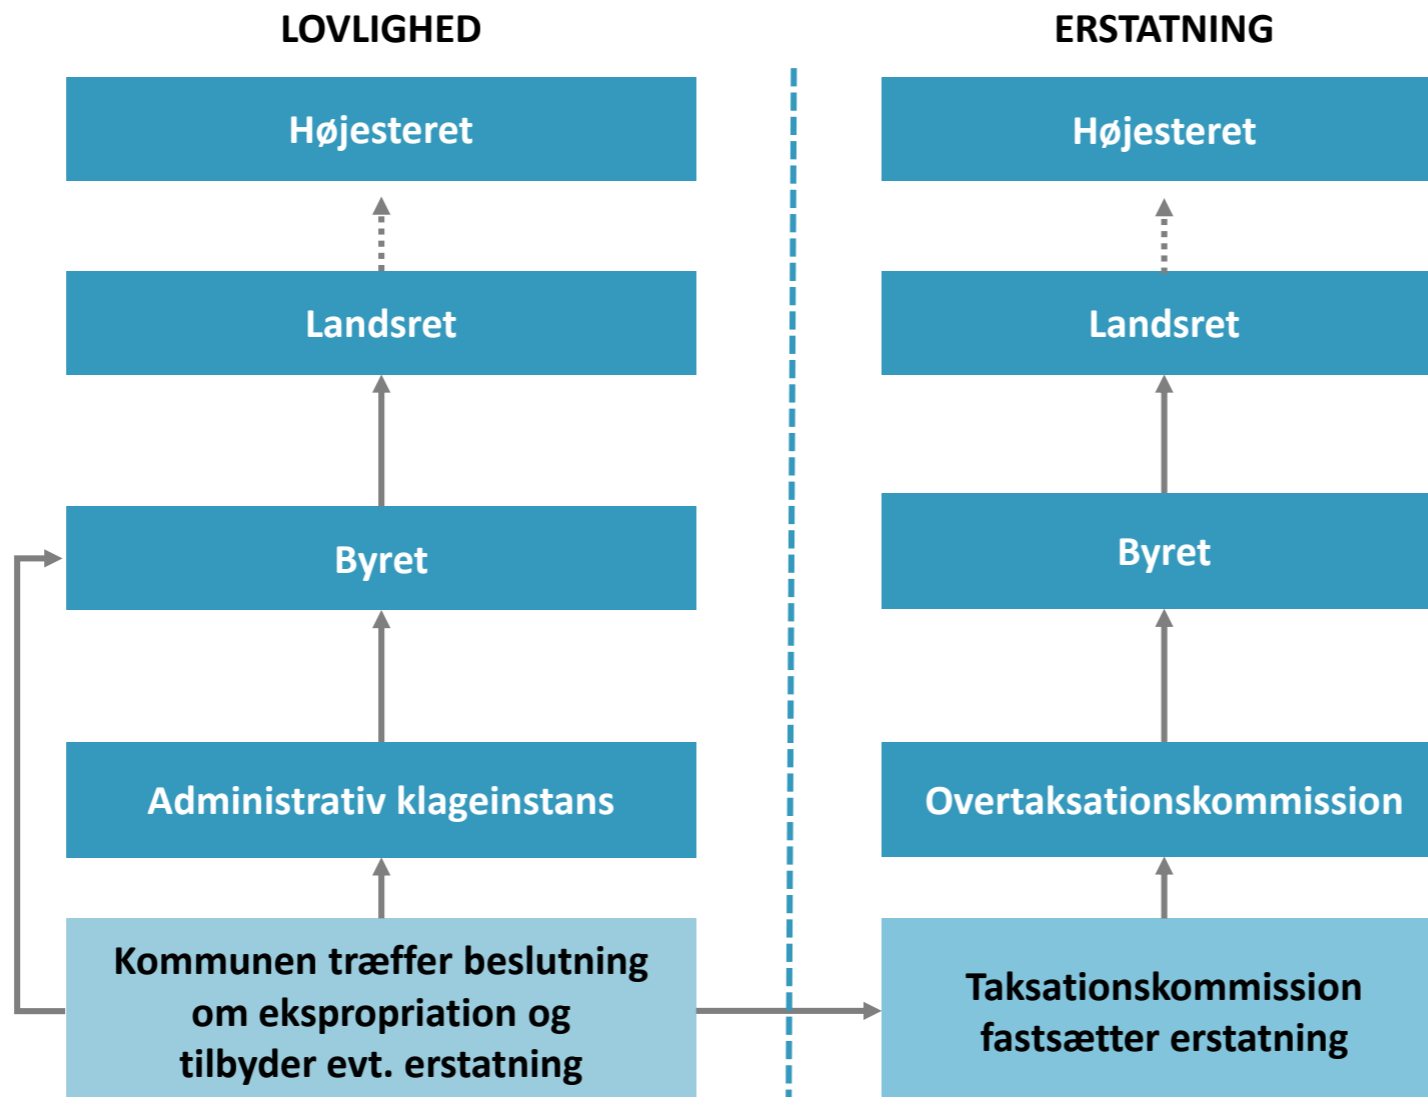 LOVLIGHED
Højesteret
Landsret
Byret
Administrativ klageinstans
Kommunen træffer beslutning
om ekspropriation og
tilbyder evt. erstatning
ERSTATNING
Højesteret
Landsret
Byret
Overtaksationskommission
Taksationskommission
fastsætter erstatning